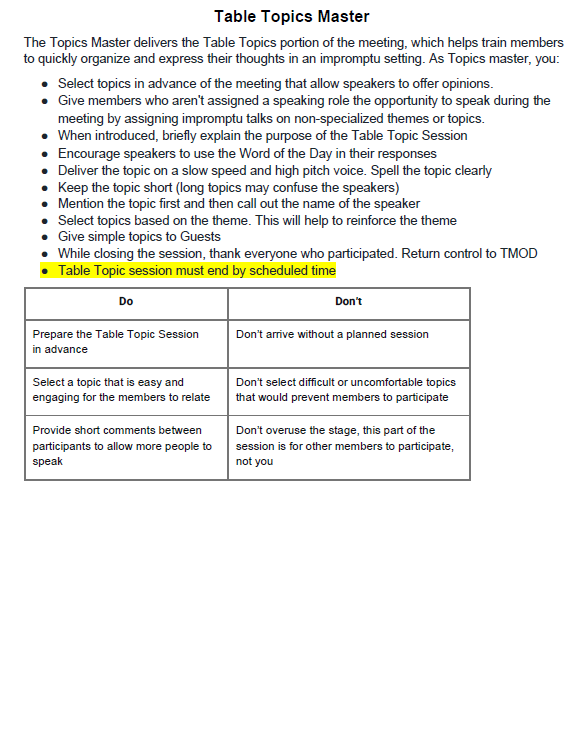 Table Topics Master
The Topics Master delivers the Table Topics portion of the meeting, which helps train members
to quickly organize and express their thoughts in an impromptu setting. As Topics master, you:
● Select topics in advance of the meeting that allow speakers to offer opinions.
● Give members who aren't assigned a speaking role the opportunity to speak during the
meeting by assigning impromptu talks on non-specialized themes or topics.
● When introduced, briefly explain the purpose of the Table Topic Session
● Encourage speakers to use the Word of the Day in their responses
● Deliver the topic on a slow speed and high pitch voice. Spell the topic clearly
● Keep the topic short (long topics may confuse the speakers)
● Mention the topic first and then call out the name of the speaker
● Select topics based on the theme. This will help to reinforce the theme
● Give simple topics to Guests
● While closing the session, thank everyone who participated. Return control to TMOD
● Table Topic session must end by scheduled time
Do
Don't
Prepare the Table Topic Session
in advance
Don't arrive without a planned session
Select a topic that is easy and
engaging for the members to relate
Don't select difficult or uncomfortable topics
that would prevent members to participate
Provide short comments between
participants to allow more people to
speak
Don't overuse the stage, this part of the
session is for other members to participate,
not you